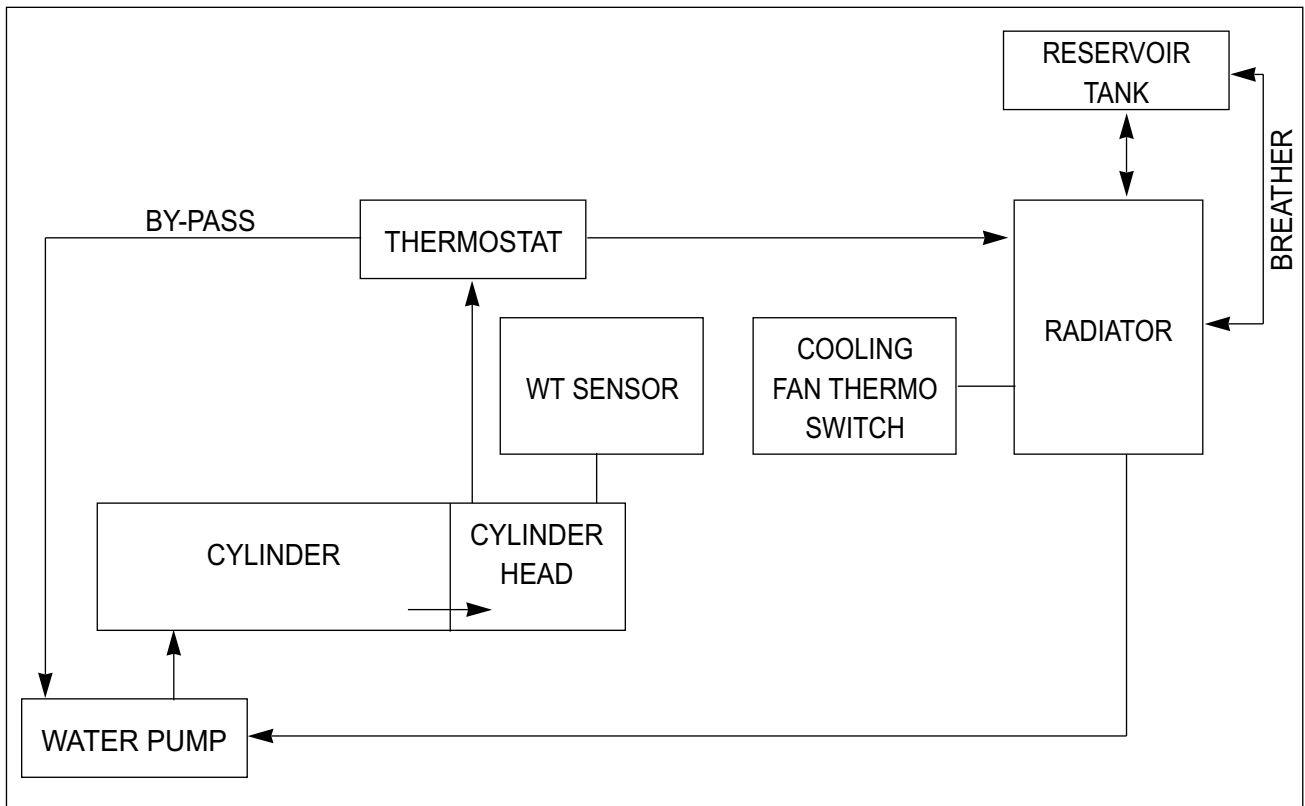 RESERVOIR
TANK
BREATHER
BY-PASS
THERMOSTAT
RADIATOR
WT SENSOR
COOLING
FAN THERMO
SWITCH
CYLINDER
CYLINDER
HEAD
WATER PUMP